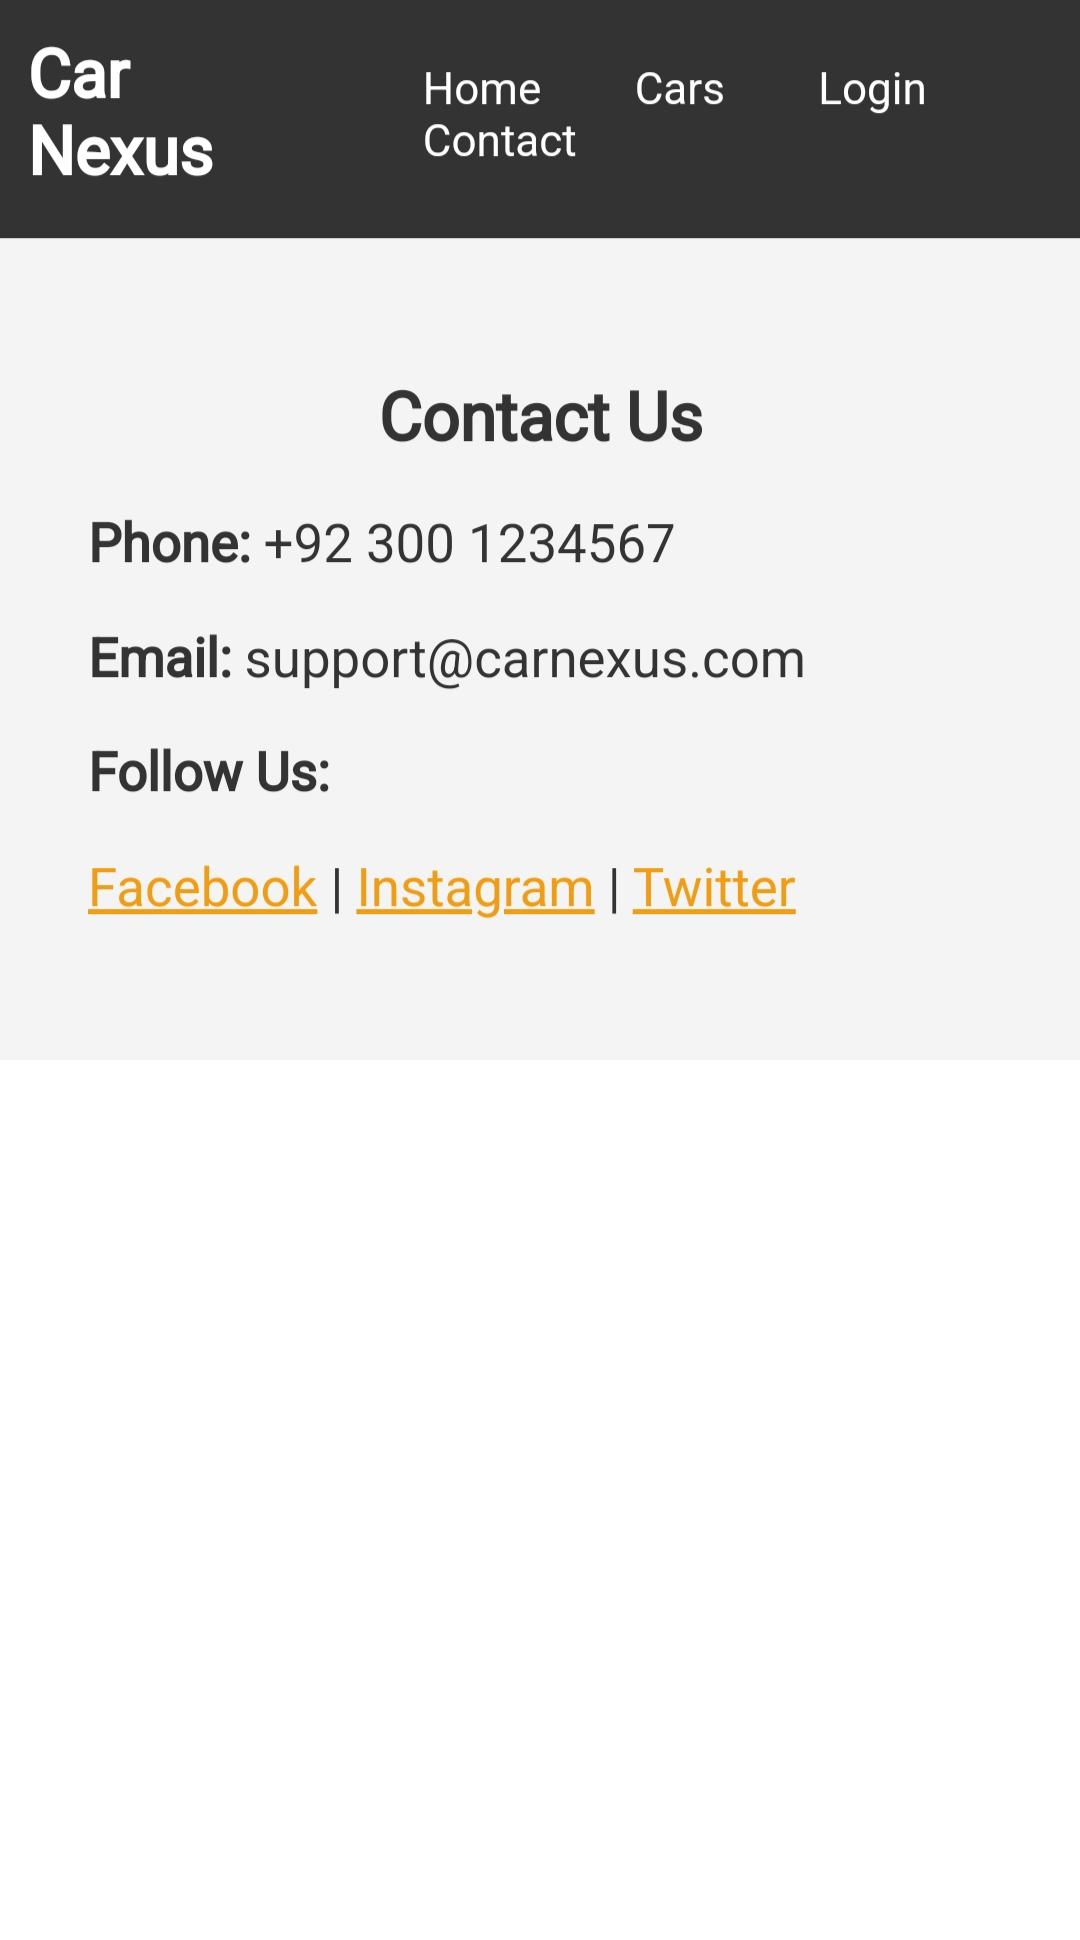 Car
Nexus
Home Cars Login
Contact
Contact Us
Phone: +92 300 1234567
Email: support@carnexus.com
Follow Us:
Facebook | Instagram | Twitter